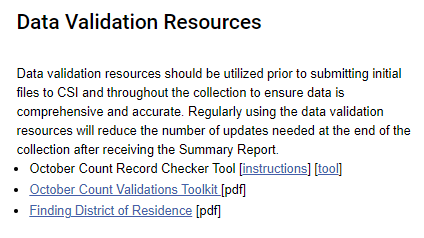 Data Validation Resources
Data validation resources should be utilized prior to submitting initial
files to CSI and throughout the collection to ensure data is
comprehensive and accurate. Regularly using the data validation
resources will reduce the number of updates needed at the end of the
collection after receiving the Summary Report.
• October Count Record Checker Tool [instructions] [tool]
• October Count Validations Toolkit [pdf]
• Finding District of Residence [pdf]